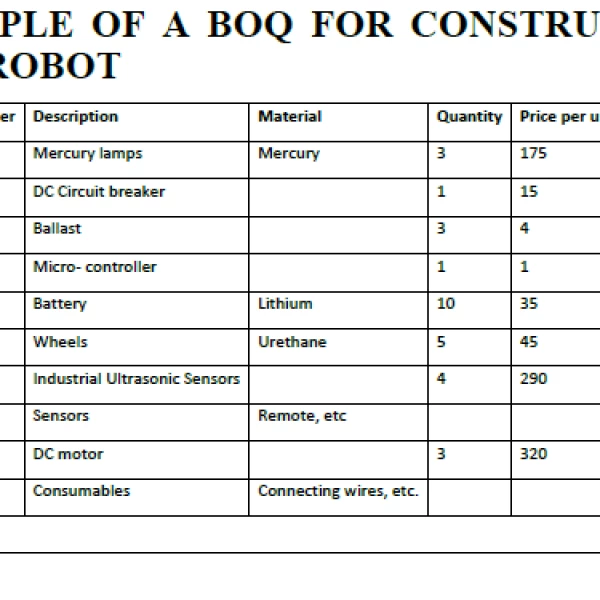 PLE OF A BOQ FOR CONSTRU
ROBOT
er Description Material Quantity Price per u
Mercury lamps Mercury 3 175
DC Circuit breaker 1 15
Ballast 3 4
Micro- controller 1 1
Battery Lithium 10 35
Wheels Urethane 5 45
Industrial Ultrasonic Sensors 4 290
Sensors Remote, etc
DC motor 3 320
Consumables Connecting wires, etc.